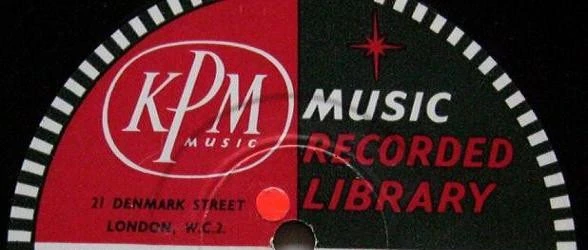 KPM
MUSIC
21 DENMARK STREET
LONDON, W.C.2.
MUSIC
RECORDED
LIBRARY